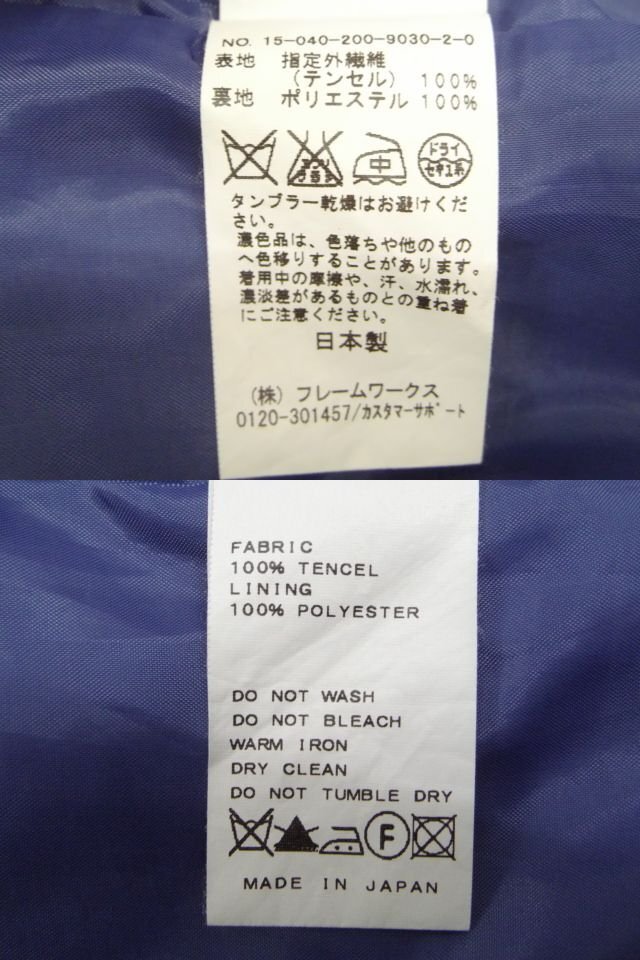 NO. 15-040-200-9030-2-0
表地 指定外繊維
(テンセル) 100%
裏地 ポリエステル 100%
エンソ サラシ 中 ドライ セキユ系
タンブラー乾燥はお避けくだ
さい。
濃色品は、色落ちや他のもの
へ色移りすることがあります。
着用中の摩擦や、汗、水濡れ、
濃淡差があるものとの重ね着
にご注意ください。
日本製
(株) フレームワークス
0120-301457/カスタマーサポート
FABRIC
100% TENCEL
LINING
100% POLYESTER
DO NOT WASH
DO NOT BLEACH
WARM IRON
DRY CLEAN
DO NOT TUMBLE DRY
F
MADE IN JAPAN